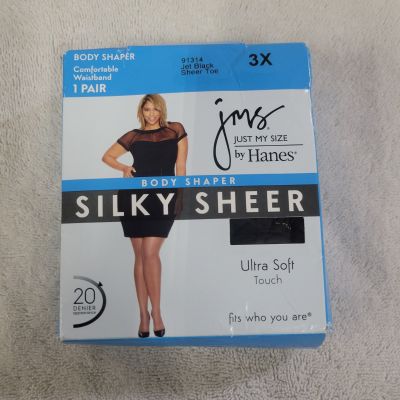 BODY SHAPER
Comfortable
Waistband
1 PAIR
91314
Jet Black
Sheer Toe
3X
jms®
JUST MY SIZE
by Hanes®
BODY SHAPER
SILKY SHEER
Ultra Soft
Touch
20
DENIER
fits who you are®